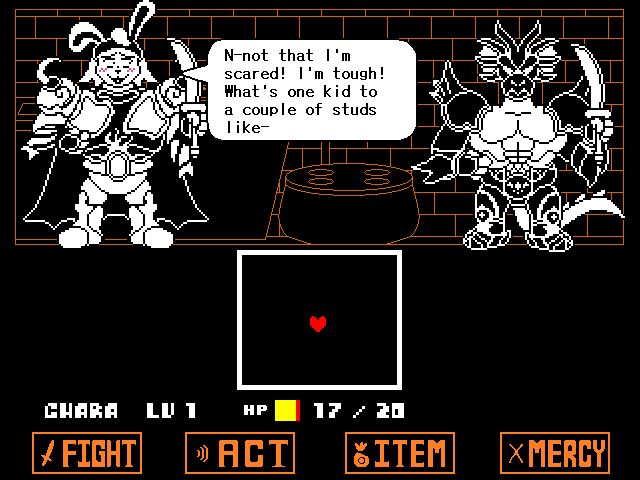 N-not that I'm
scared! I'm tough!
What's one kid to
a couple of studs
like-
CHARA LV 1 HP 17 / 20
FIGHT ACT ITEM MERCY